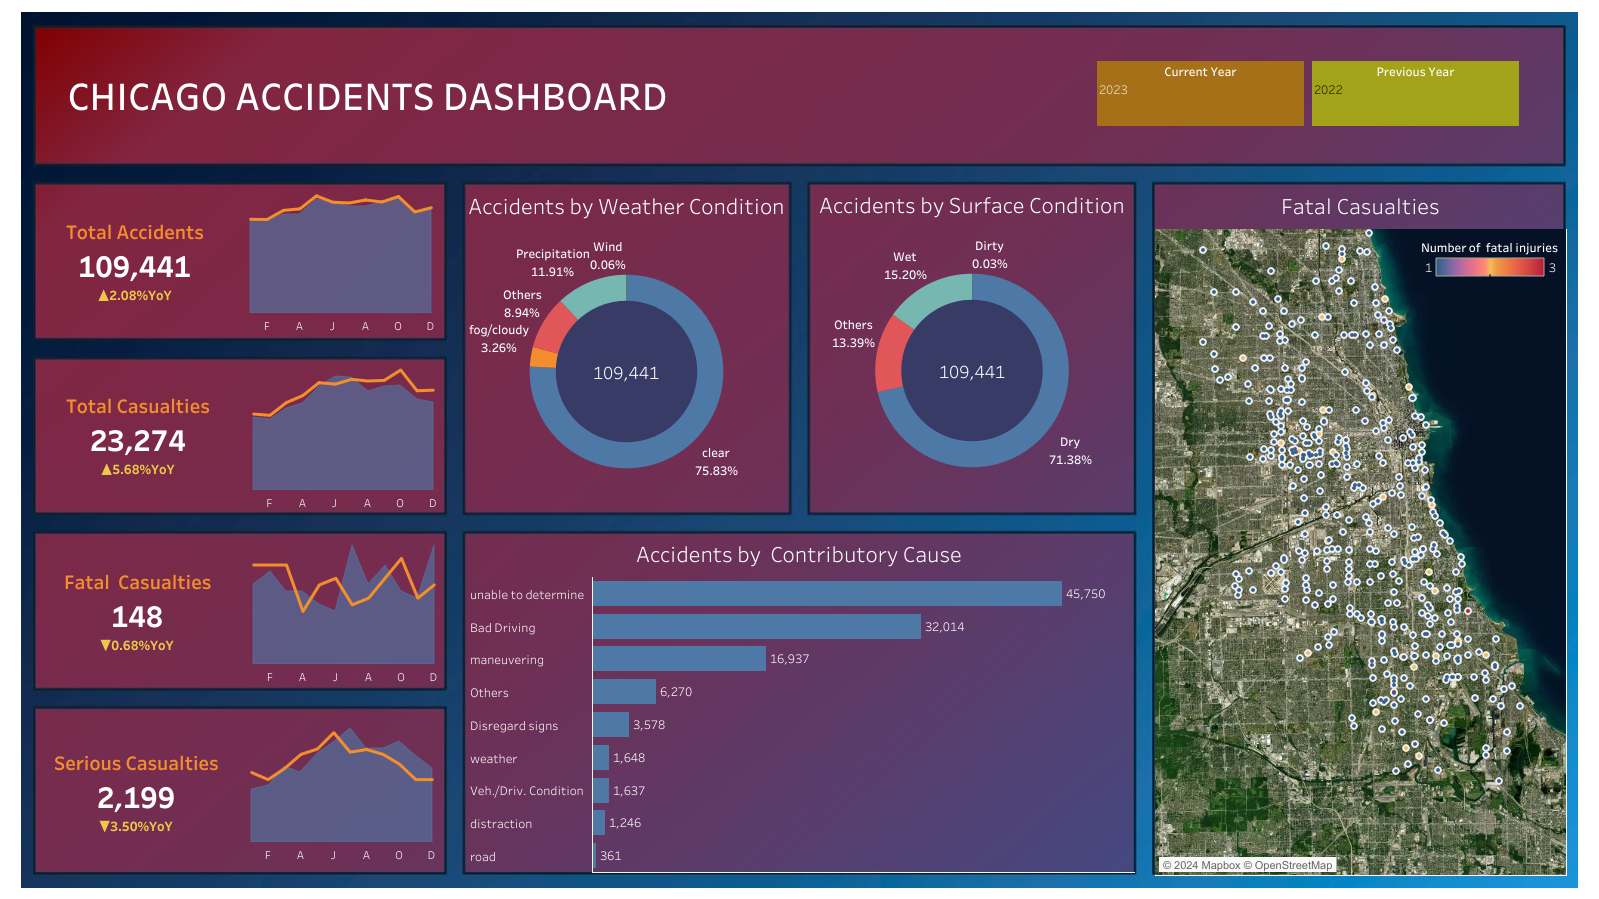 CHICAGO ACCIDENTS DASHBOARD
Current Year
2023
Previous Year
2022
Total Accidents
109,441
▲2.08%YoY
F A J A O D
Total Casualties
23,274
▲5.68%YoY
F A J A O D
Fatal Casualties
148
▼0.68%YoY
F A J A O D
Serious Casualties
2,199
▼3.50%YoY
F A J A O D
Accidents by Weather Condition
Wind
0.06%
Precipitation
11.91%
Others
8.94%
fog/cloudy
3.26%
109,441
clear
75.83%
Accidents by Surface Condition
Dirty
0.03%
Wet
15.20%
Others
13.39%
109,441
Dry
71.38%
Accidents by Contributory Cause
unable to determine 45,750
Bad Driving 32,014
maneuvering 16,937
Others 6,270
Disregard signs 3,578
weather 1,648
Veh./Driv. Condition 1,637
distraction 1,246
road 361
Fatal Casualties
Number of fatal injuries
1 3
© 2024 Mapbox © OpenStreetMap